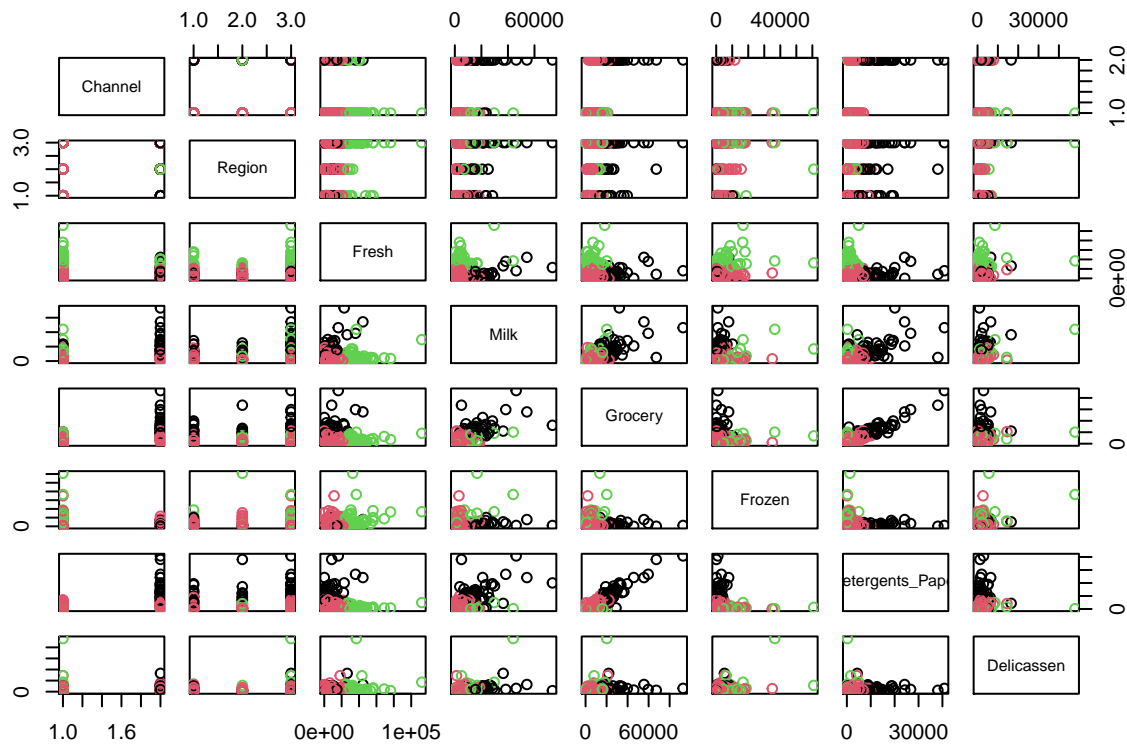 1.0 2.0 3.0
0 60000
0 40000
0 30000
Channel
1.0 2.0
Region
1.0 3.0
Fresh
0e+00
Milk
0
Grocery
0
Frozen
0
etergents_Pap
0
Delicassen
0
1.0 1.6
0e+00 1e+05
0 60000
0 30000